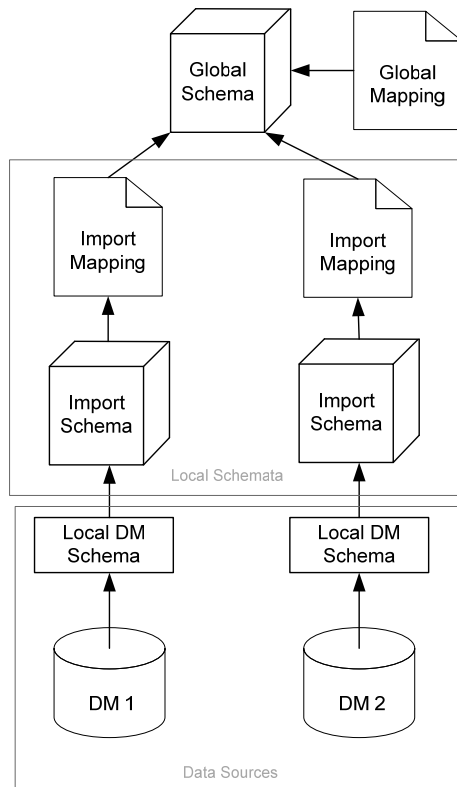 Global
Schema
Global
Mapping
Import
Mapping
Import
Mapping
Import
Schema
Import
Schema
Local Schemata
Local DM
Schema
Local DM
Schema
DM 1
DM 2
Data Sources